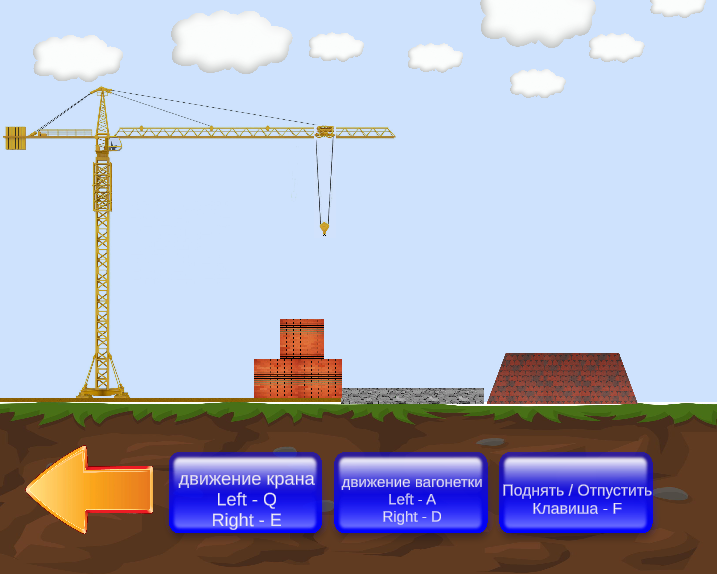 движение крана
Left - Q
Right - E
движение вагонетки
Left - A
Right - D
Поднять / Отпустить
Клавиша - F